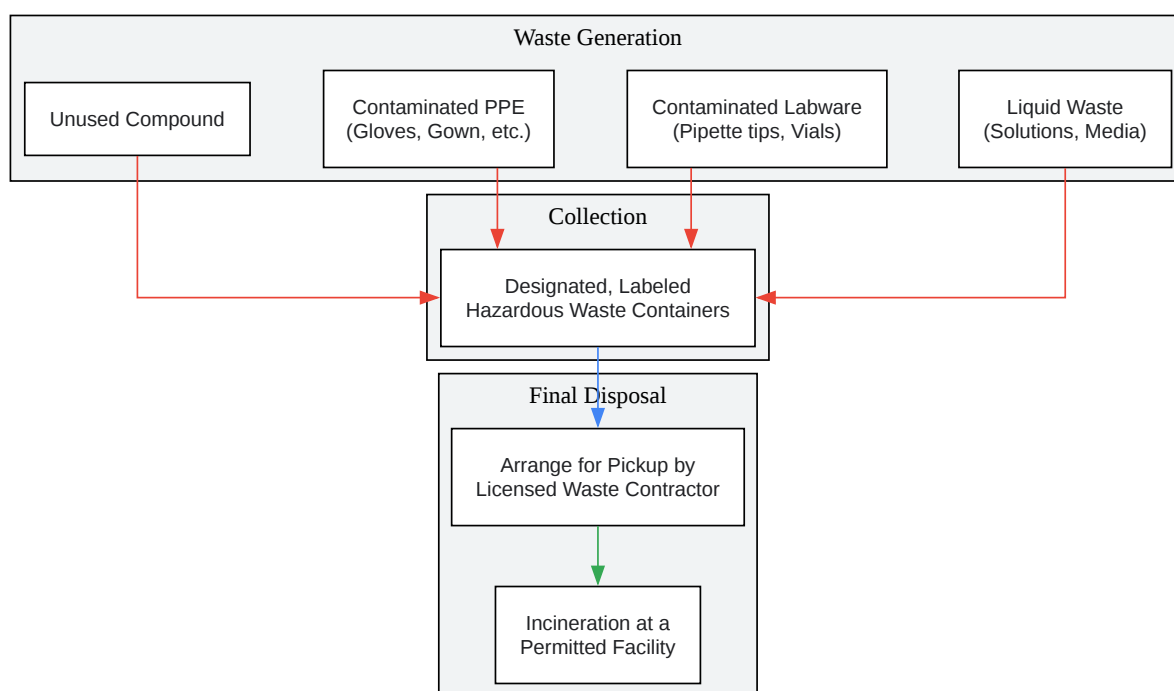 Waste Generation
Unused Compound
Contaminated PPE
(Gloves, Gown, etc.)
Contaminated Labware
(Pipette tips, Vials)
Liquid Waste
(Solutions, Media)
Collection
Designated, Labeled
Hazardous Waste Containers
Final Disposal
Arrange for Pickup by
Licensed Waste Contractor
Incineration at a
Permitted Facility